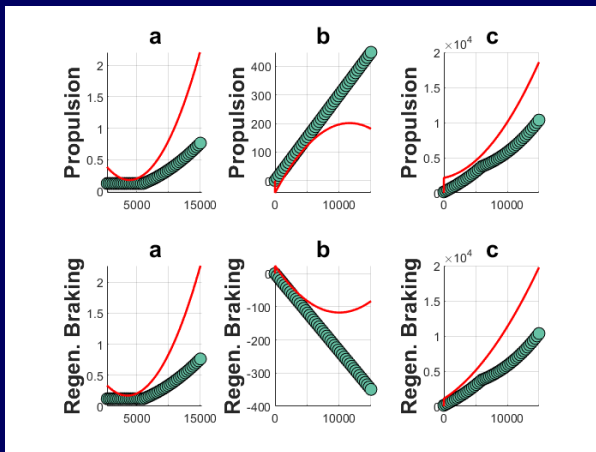 a b c
2 400 2 ×10⁴
1.5 300 1.5
1 200 1
0.5 100 0.5
0 0 0
Propulsion Propulsion Propulsion
5000 15000 0 10000 0 10000
a b c
2 0 2 ×10⁴
1.5 -100 1.5
1 -200 1
0.5 -300 0.5
0 -400 0
Regen. Braking Regen. Braking Regen. Braking
5000 15000 0 10000 0 10000